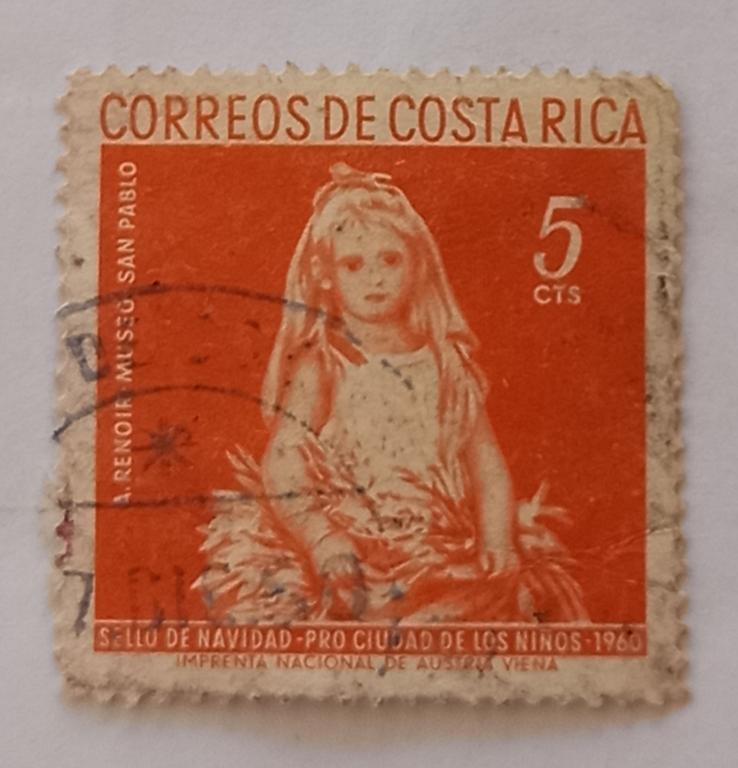 CORREOS DE COSTA RICA
A. RENOIR MUSEO SAN PABLO
5
CTS
SELLO DE NAVIDAD-PRO CIUDAD DE LOS NIÑOS-1960
IMPRENTA NACIONAL DE AUSTRIA VIENA